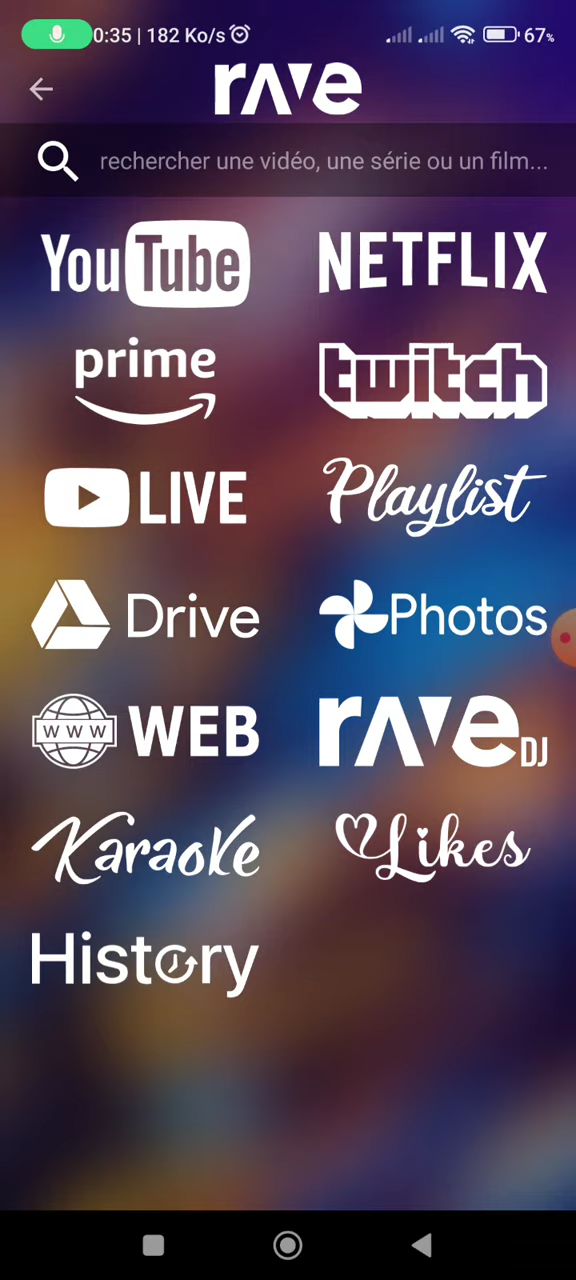 0:35 | 182 Ko/s 67%
rave
rechercher une vidéo, une série ou un film...
YouTube NETFLIX
prime twitch
LIVE Playlist
Drive Photos
WWW WEB rave DJ
Karaoke Likes
History